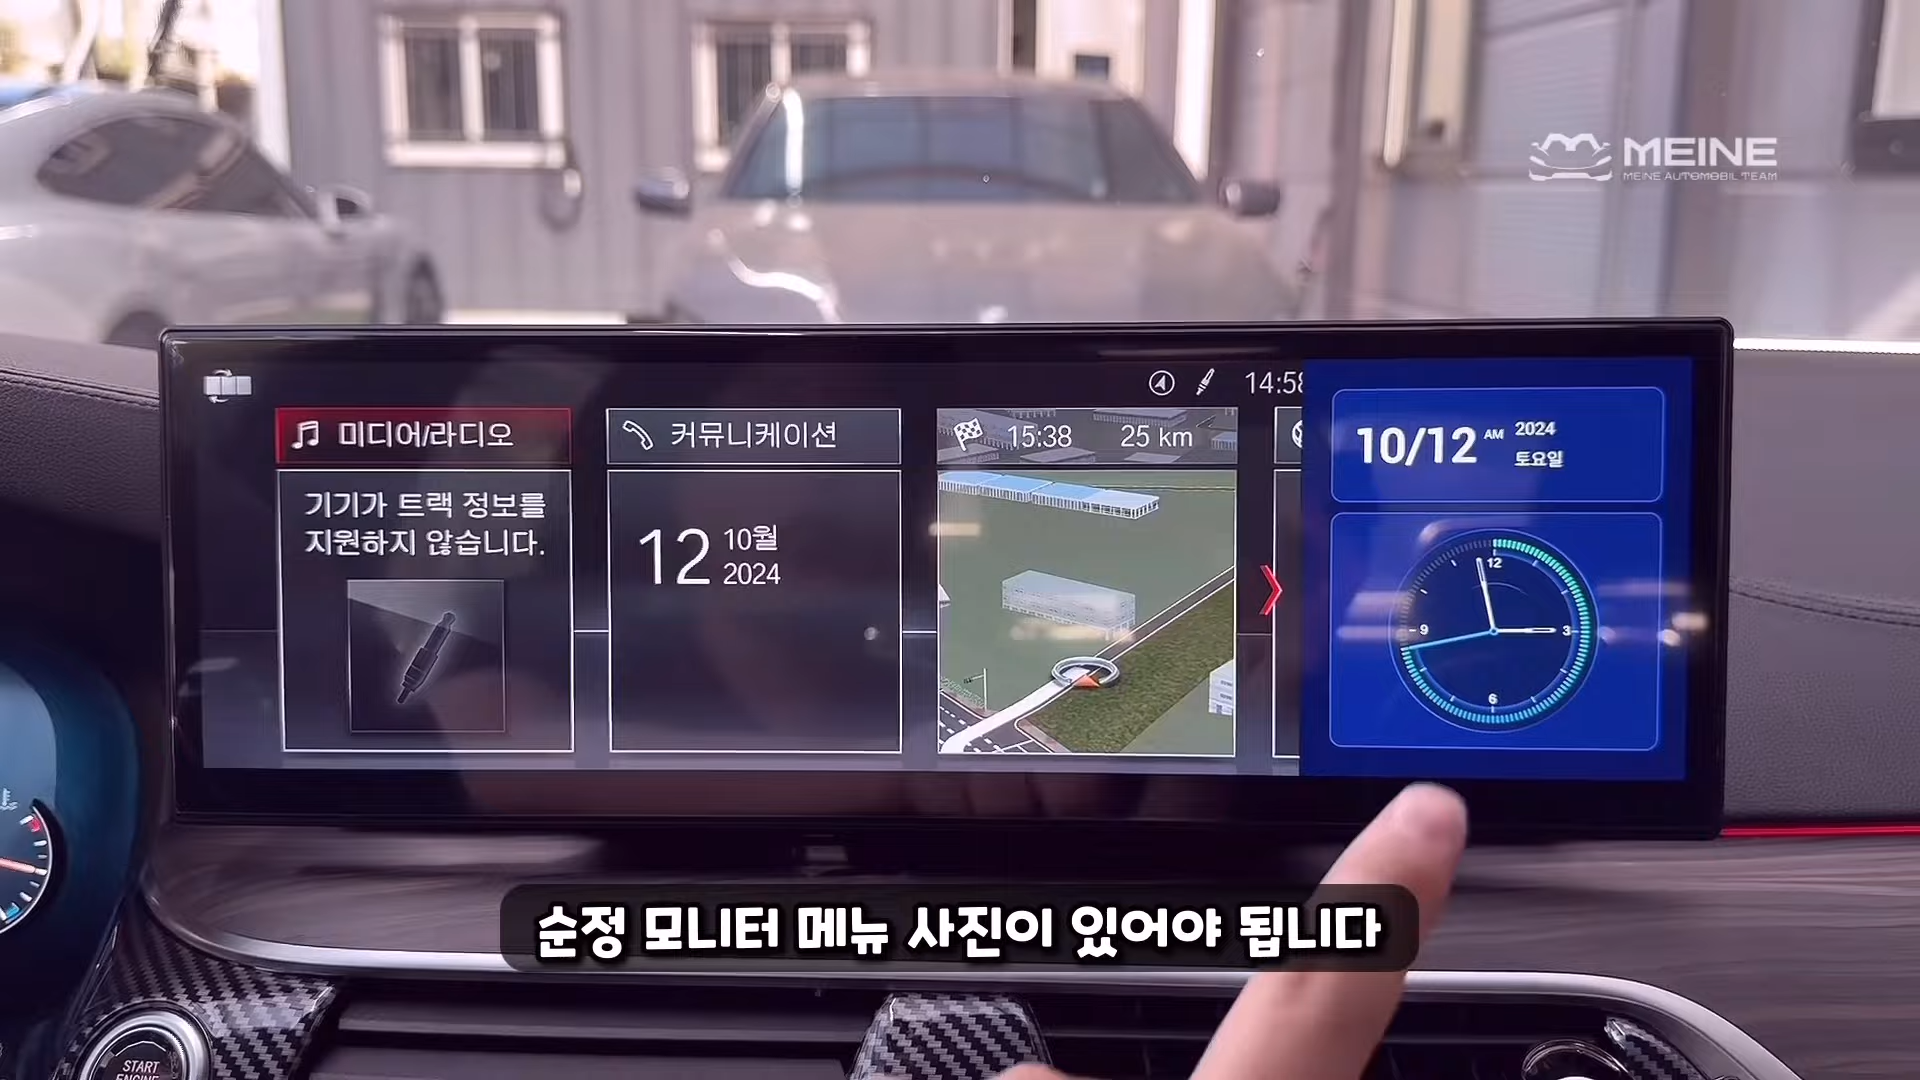 MEINE
MEINE AUTOMOBIL TEAM
14:58
미디어/라디오
커뮤니케이션
15:38 25 km
10/12 AM 2024
토요일
기기가 트랙 정보를
지원하지 않습니다.
12 10월
2024
12
9 3
6
순정 모니터 메뉴 사진이 있어야 됩니다
START
ENGINE